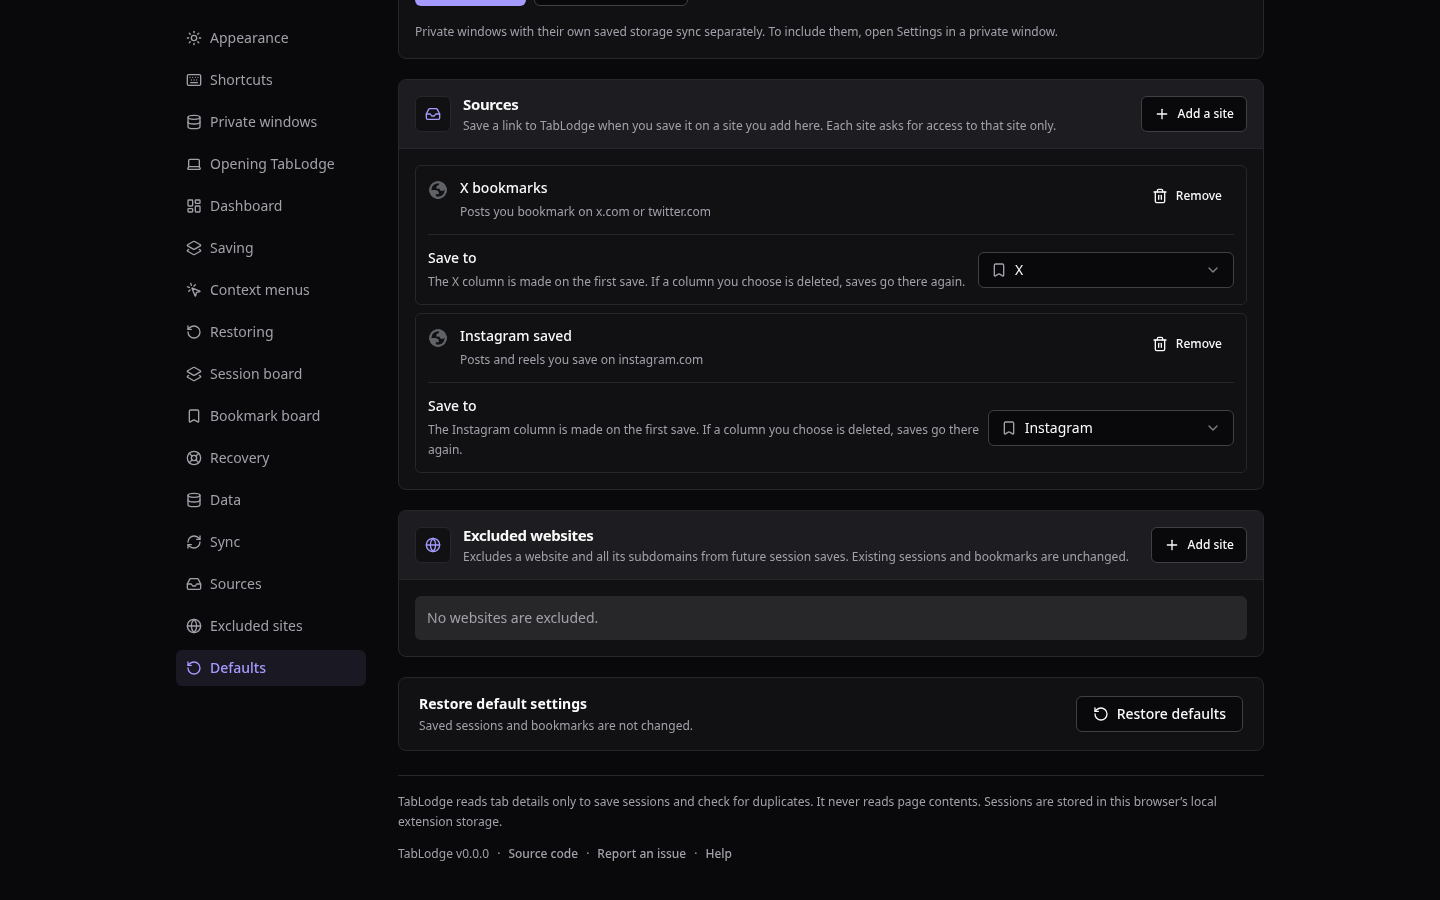 Appearance
Shortcuts
Private windows
Opening TabLodge
Dashboard
Saving
Context menus
Restoring
Session board
Bookmark board
Recovery
Data
Sync
Sources
Excluded sites
Defaults
Private windows with their own saved storage sync separately. To include them, open Settings in a private window.
Sources
Save a link to TabLodge when you save it on a site you add here. Each site asks for access to that site only.
Add a site
X bookmarks
Posts you bookmark on x.com or twitter.com
Remove
Save to
The X column is made on the first save. If a column you choose is deleted, saves go there again.
X
Instagram saved
Posts and reels you save on instagram.com
Remove
Save to
The Instagram column is made on the first save. If a column you choose is deleted, saves go there
again.
Instagram
Excluded websites
Excludes a website and all its subdomains from future session saves. Existing sessions and bookmarks are unchanged.
Add site
No websites are excluded.
Restore default settings
Saved sessions and bookmarks are not changed.
Restore defaults
TabLodge reads tab details only to save sessions and check for duplicates. It never reads page contents. Sessions are stored in this browser’s local
extension storage.
TabLodge v0.0.0 · Source code · Report an issue · Help